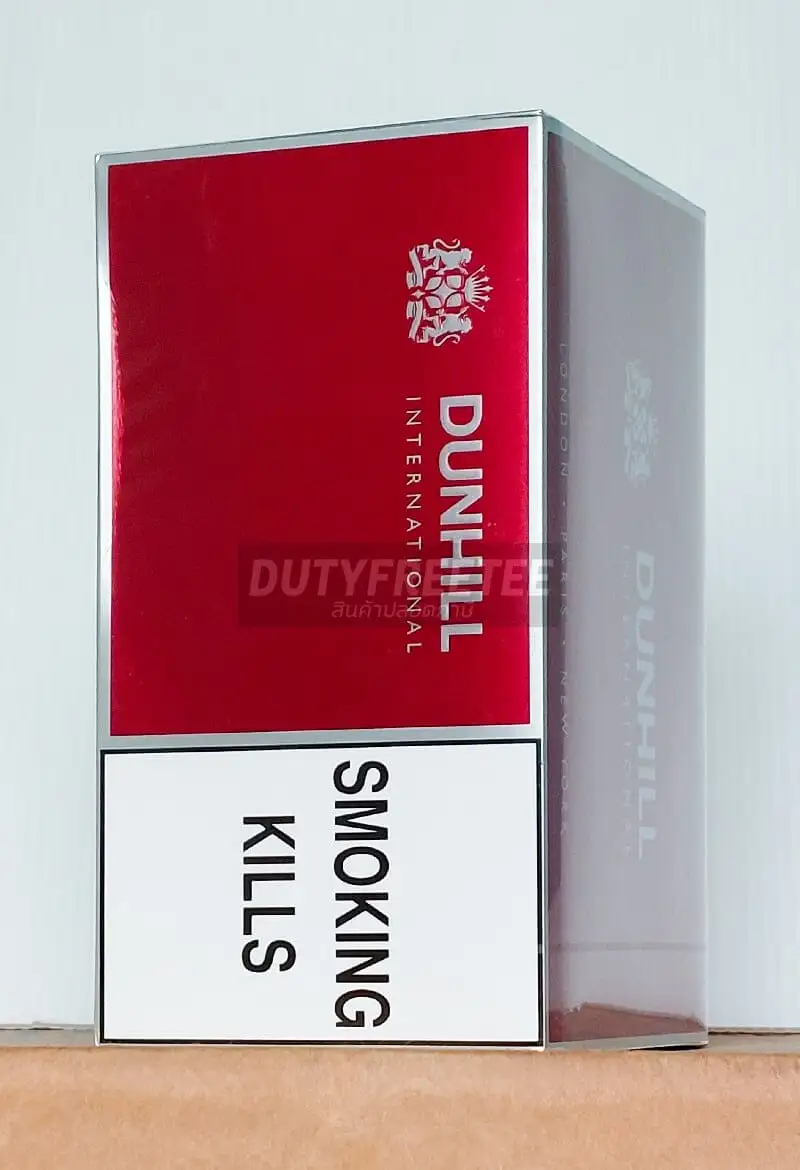 DUNHILL
INTERNATIONAL
SMOKING
KILLS
LONDON · PARIS · NEW YORK
DUNHILL
INTERNATIONAL
DUTYFREETEE
สินค้าปลอดภาษี